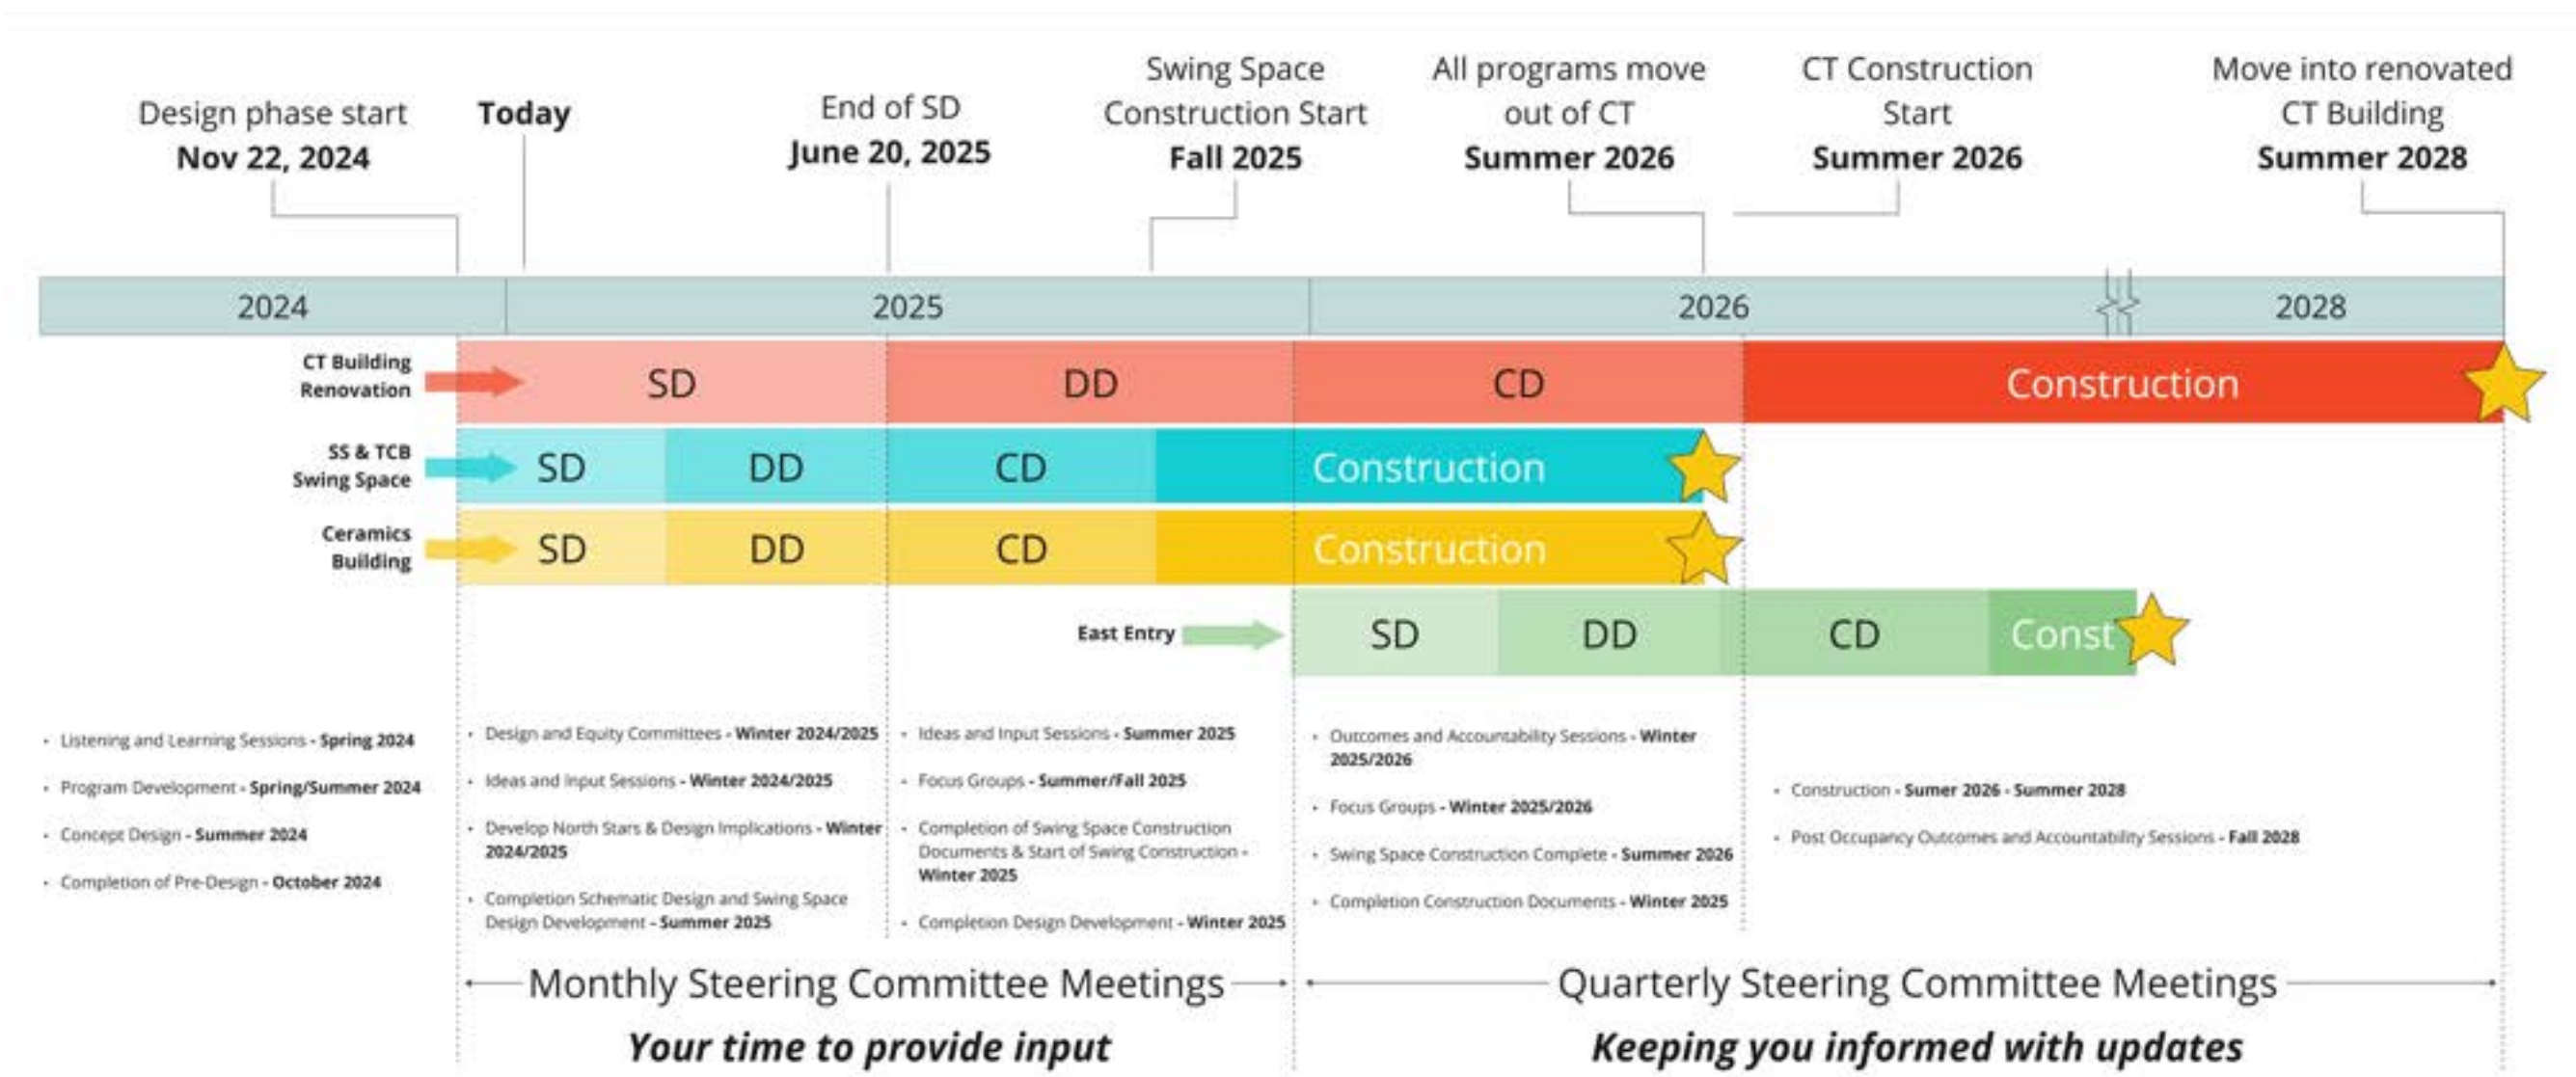 Design phase start
Nov 22, 2024
Today
End of SD
June 20, 2025
Swing Space
Construction Start
Fall 2025
All programs move
out of CT
Summer 2026
CT Construction
Start
Summer 2026
Move into renovated
CT Building
Summer 2028
2024
2025
2026
2028
CT Building
Renovation
SD
DD
CD
Construction
SS & TCB
Swing Space
SD
DD
CD
Construction
Ceramics
Building
SD
DD
CD
Construction
East Entry
SD
DD
CD
Const
• Listening and Learning Sessions - Spring 2024
• Program Development - Spring/Summer 2024
• Concept Design - Summer 2024
• Completion of Pre-Design - October 2024
• Design and Equity Committees - Winter 2024/2025
• Ideas and Input Sessions - Winter 2024/2025
• Develop North Stars & Design Implications - Winter
2024/2025
• Completion Schematic Design and Swing Space
Design Development - Summer 2025
• Ideas and Input Sessions - Summer 2025
• Focus Groups - Summer/Fall 2025
• Completion of Swing Space Construction
Documents & Start of Swing Construction -
Winter 2025
• Completion Design Development - Winter 2025
• Outcomes and Accountability Sessions - Winter
2025/2026
• Focus Groups - Winter 2025/2026
• Swing Space Construction Complete - Summer 2026
• Completion Construction Documents - Winter 2025
• Construction - Sumer 2026 - Summer 2028
• Post Occupancy Outcomes and Accountability Sessions - Fall 2028
Monthly Steering Committee Meetings
Your time to provide input
Quarterly Steering Committee Meetings
Keeping you informed with updates